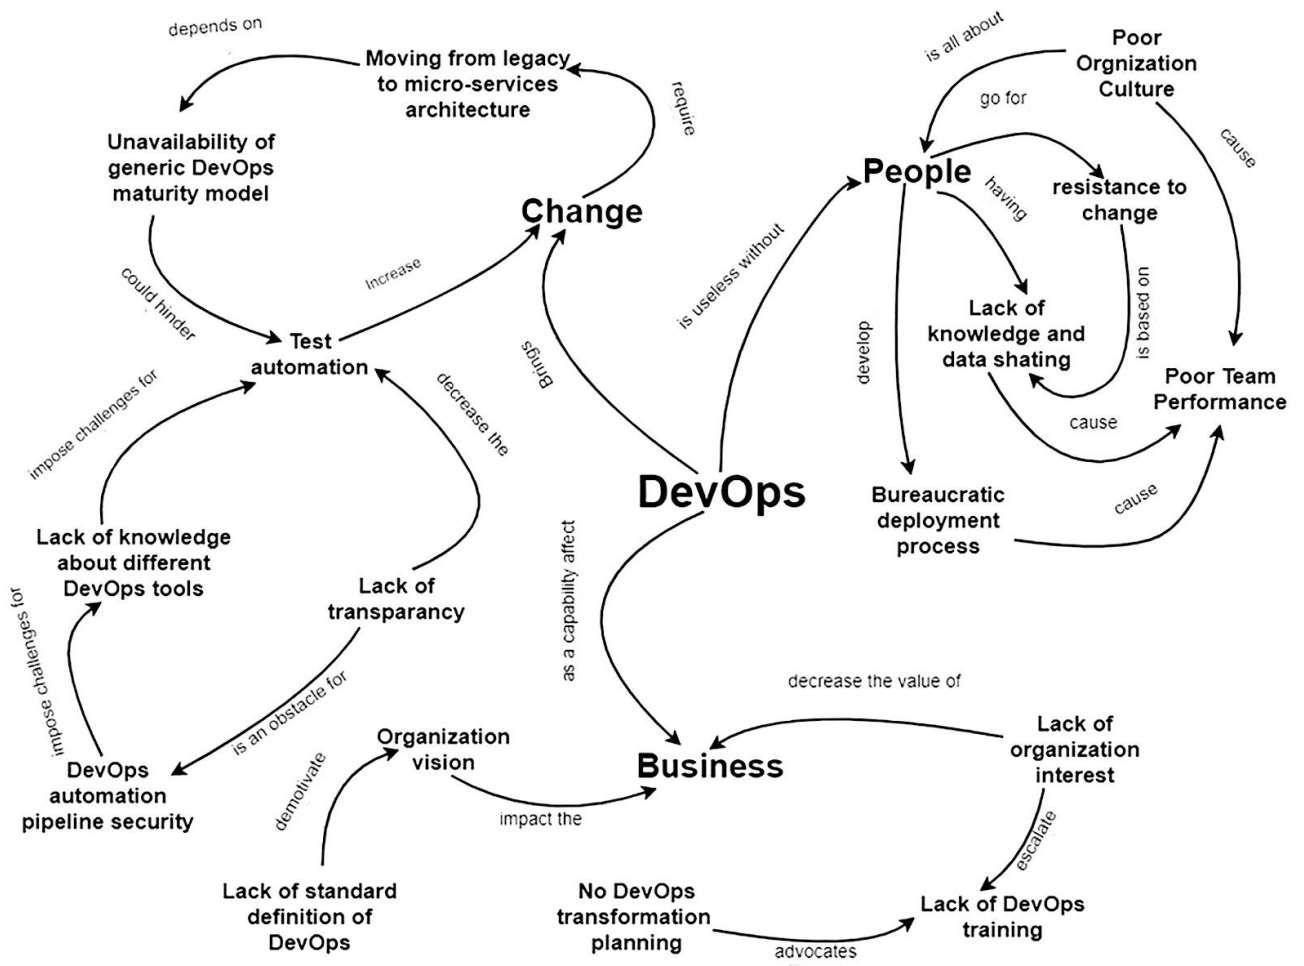 depends on
Moving from legacy
to micro-services
architecture
require
Unavailability of
generic DevOps
maturity model
Change
could hinder
Increase
Test
automation
impose challenges for
decrease the
Brings
Lack of knowledge
about different
DevOps tools
Lack of
transparancy
impose challenges for
is an obstacle for
DevOps
automation
pipeline security
Poor
Orgnization
Culture
is all about
go for
cause
People
having
resistance to
change
is useless without
develop
Lack of
knowledge and
data shating
is based on
Poor Team
Performance
cause
DevOps
Bureaucratic
deployment
process
cause
as a capability affect
decrease the value of
Organization
vision
demotivate
impact the
Business
Lack of
organization
interest
escalate
Lack of standard
definition of
DevOps
No DevOps
transformation
planning
advocates
Lack of DevOps
training